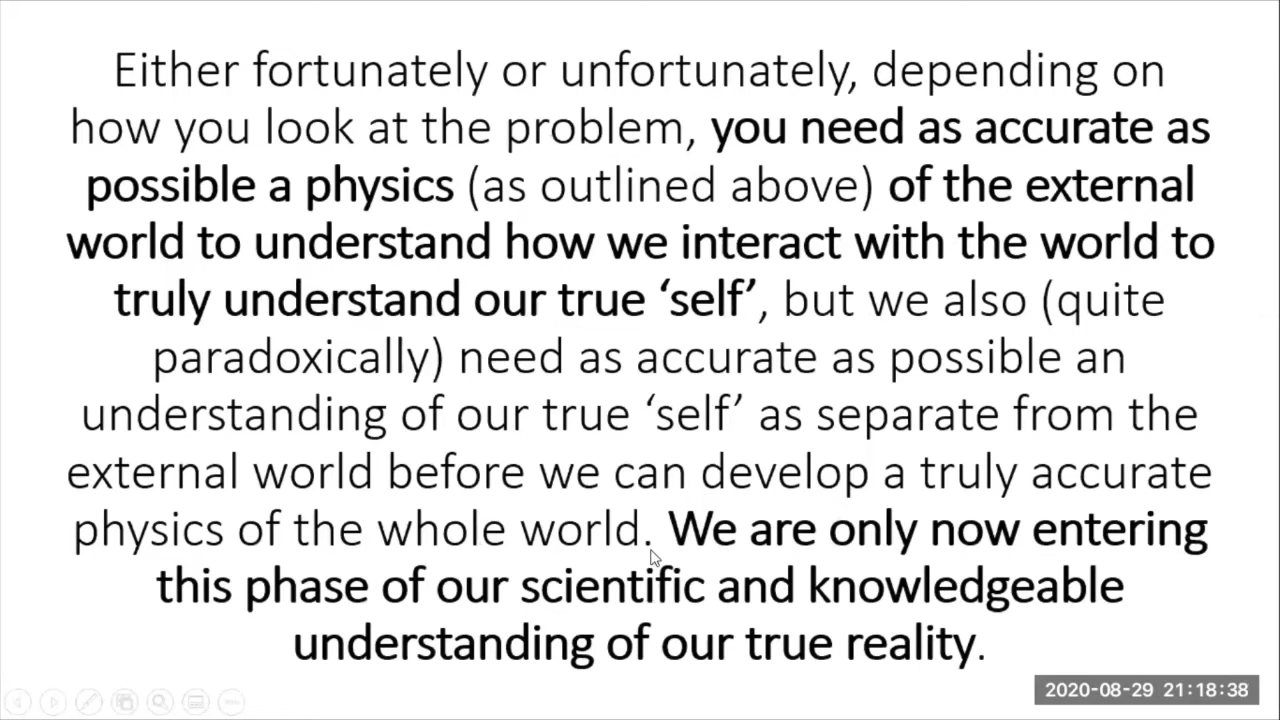 Either fortunately or unfortunately, depending on
how you look at the problem, you need as accurate as
possible a physics (as outlined above) of the external
world to understand how we interact with the world to
truly understand our true ‘self’, but we also (quite
paradoxically) need as accurate as possible an
understanding of our true ‘self’ as separate from the
external world before we can develop a truly accurate
physics of the whole world. We are only now entering
this phase of our scientific and knowledgeable
understanding of our true reality.
2020-08-29 21:18:38